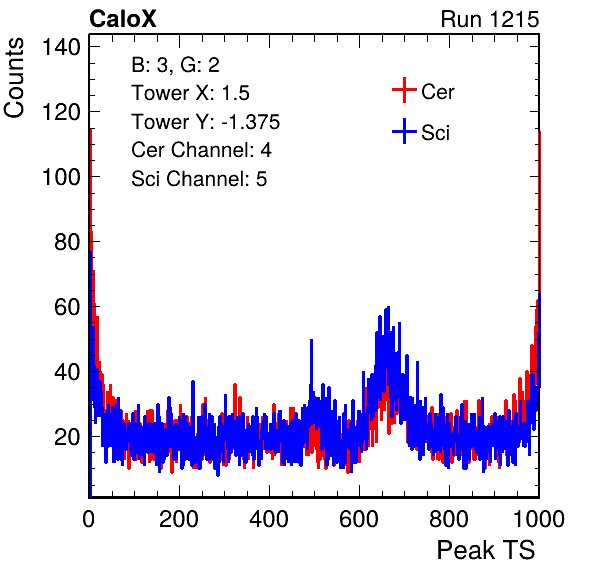 CaloX Run 1215
Counts
140
120
100
80
60
40
20
B: 3, G: 2
Tower X: 1.5
Tower Y: -1.375
Cer Channel: 4
Sci Channel: 5
Cer
Sci
0 200 400 600 800 1000
Peak TS